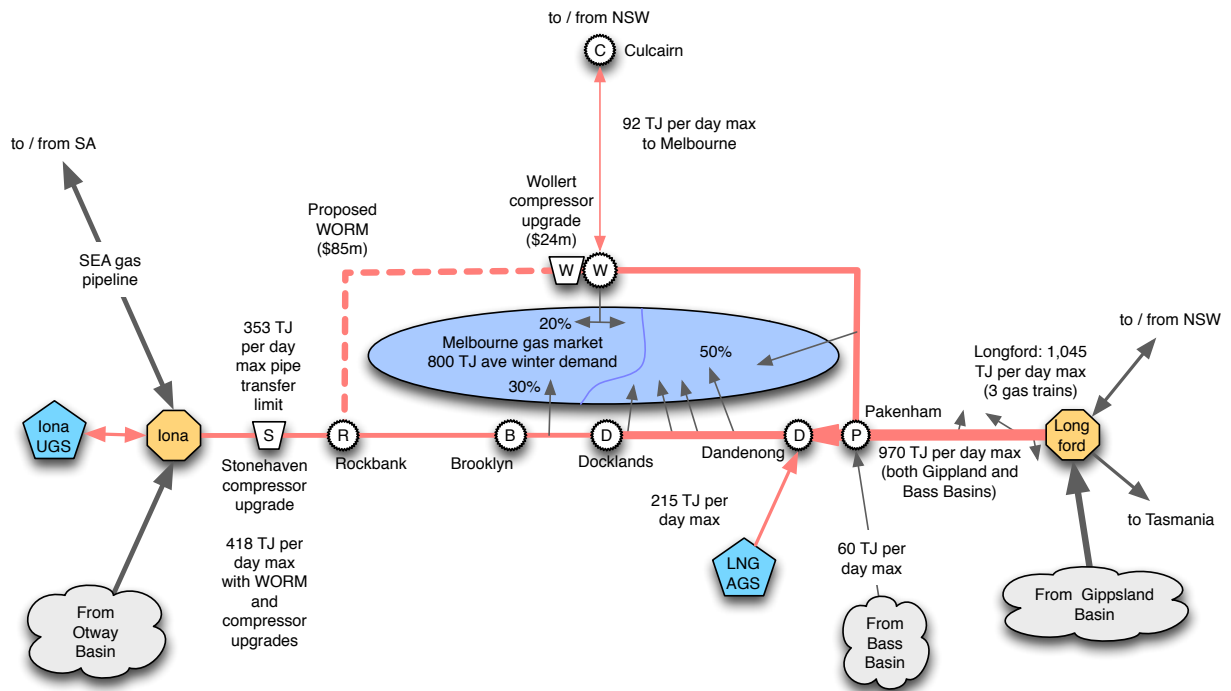 to / from NSW
C
Culcairn
92 TJ per day max
to Melbourne
to / from SA
SEA gas
pipeline
Proposed
WORM
($85m)
Wollert
compressor
upgrade
($24m)
W
W
353 TJ
per day
max pipe
transfer
limit
20%
Melbourne gas market
800 TJ ave winter demand
30%
50%
to / from NSW
Longford: 1,045
TJ per day max
(3 gas trains)
Iona
UGS
Iona
S
R
B
D
D
P
Long
ford
Stonehaven
compressor
upgrade
Rockbank
Brooklyn
Docklands
Dandenong
Pakenham
970 TJ per day max
(both Gippland and
Bass Basins)
418 TJ per
day max
with WORM
and
compressor
upgrades
215 TJ per
day max
LNG
AGS
60 TJ per
day max
to Tasmania
From
Otway
Basin
From
Bass
Basin
From Gippsland
Basin